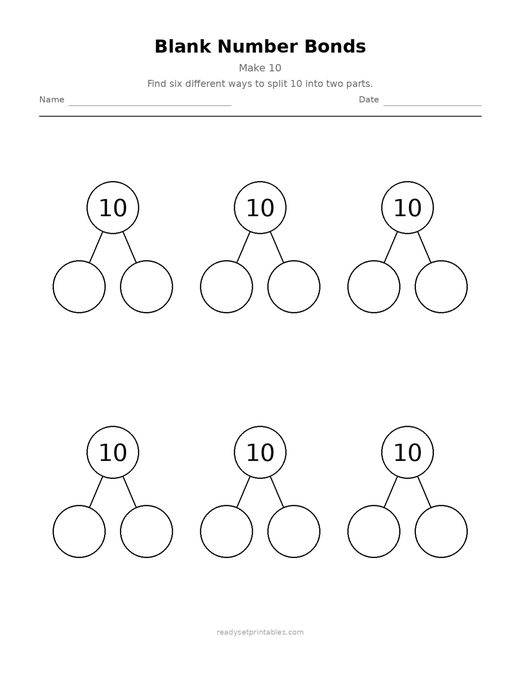 Blank Number Bonds
Make 10
Find six different ways to split 10 into two parts.
Name Date
10 10 10
10 10 10
readysetprintables.com